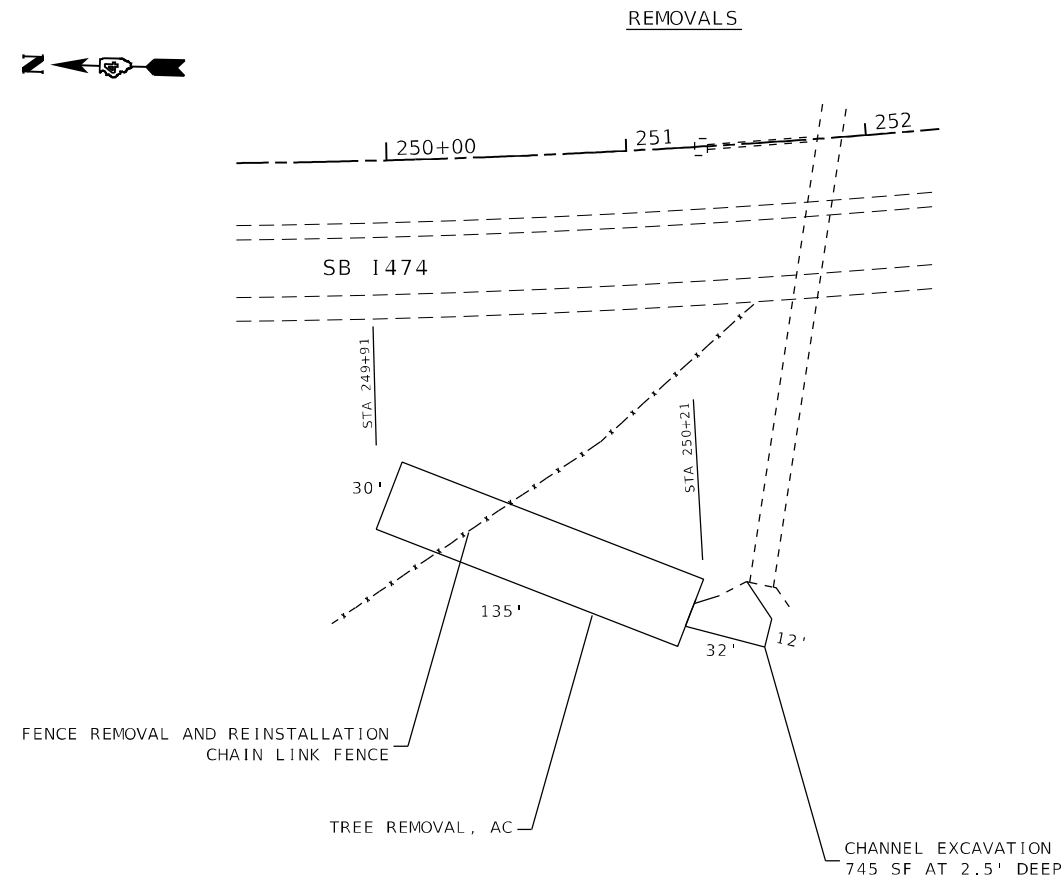 REMOVALS
N
250+00
251
252
SB I474
STA 249+91
STA 250+21
30'
135'
32'
12'
FENCE REMOVAL AND REINSTALLATION
CHAIN LINK FENCE
TREE REMOVAL, AC
CHANNEL EXCAVATION
745 SF AT 2.5' DEEP